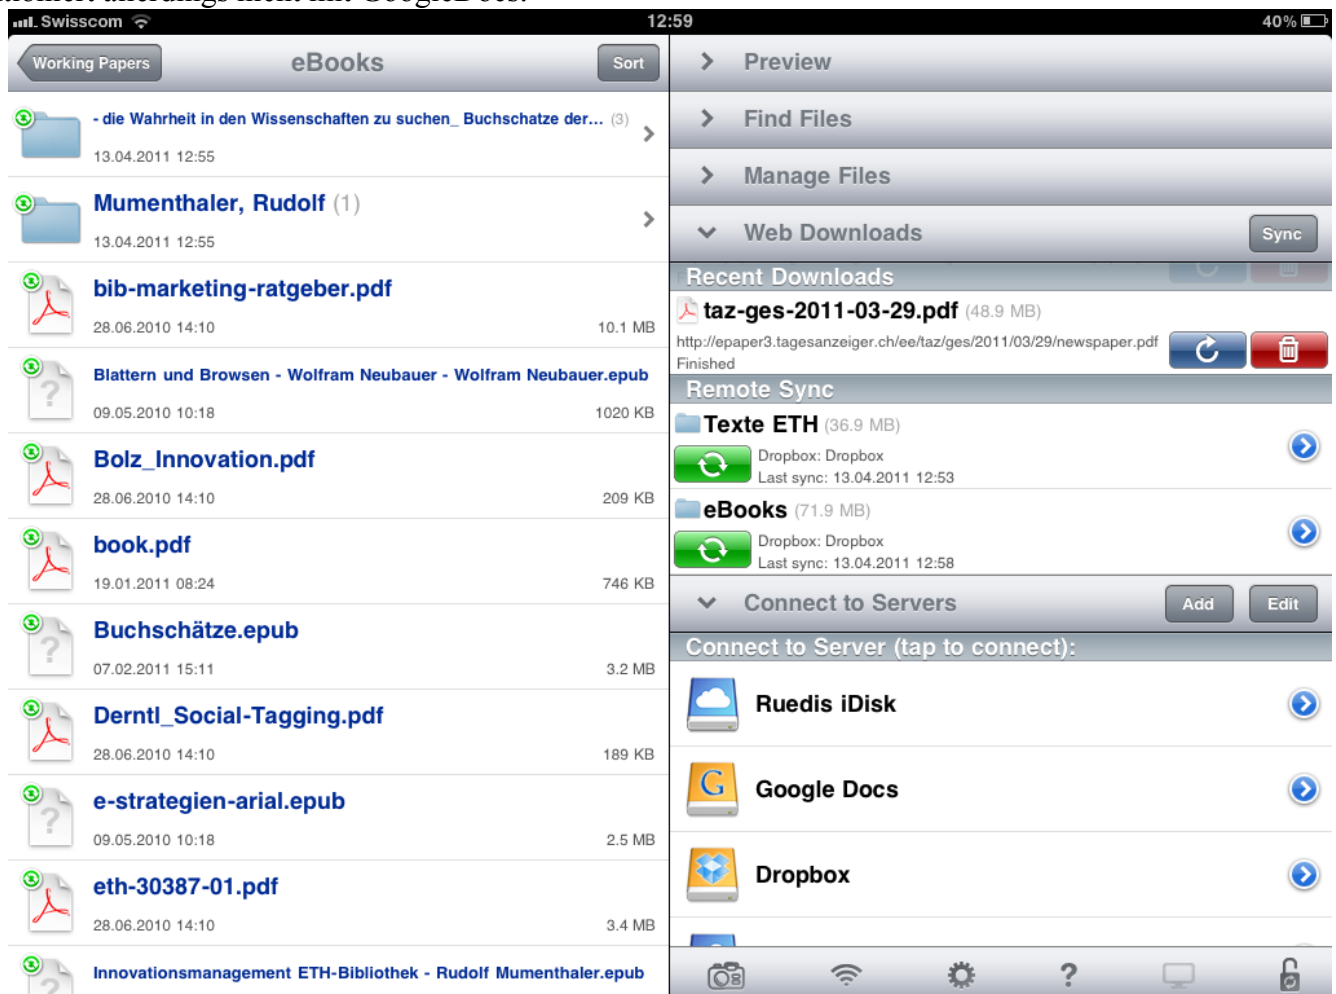 Swisscom
12:59
40%
Working Papers
eBooks
Sort
- die Wahrheit in den Wissenschaften zu suchen_ Buchschatze der... (3)
13.04.2011 12:55
Mumenthaler, Rudolf (1)
13.04.2011 12:55
bib-marketing-ratgeber.pdf
28.06.2010 14:10
10.1 MB
Blattern und Browsen - Wolfram Neubauer - Wolfram Neubauer.epub
09.05.2010 10:18
1020 KB
Bolz_Innovation.pdf
28.06.2010 14:10
209 KB
book.pdf
19.01.2011 08:24
746 KB
Buchschätze.epub
07.02.2011 15:11
3.2 MB
Derntl_Social-Tagging.pdf
28.06.2010 14:10
189 KB
e-strategien-arial.epub
09.05.2010 10:18
2.5 MB
eth-30387-01.pdf
28.06.2010 14:10
3.4 MB
Innovationsmanagement ETH-Bibliothek - Rudolf Mumenthaler.epub
Preview
Find Files
Manage Files
Web Downloads
Sync
Recent Downloads
taz-ges-2011-03-29.pdf (48.9 MB)
http://epaper3.tagesanzeiger.ch/ee/taz/ges/2011/03/29/newspaper.pdf
Finished
Remote Sync
Texte ETH (36.9 MB)
Dropbox: Dropbox
Last sync: 13.04.2011 12:53
eBooks (71.9 MB)
Dropbox: Dropbox
Last sync: 13.04.2011 12:58
Connect to Servers
Add
Edit
Connect to Server (tap to connect):
Ruedis iDisk
Google Docs
Dropbox